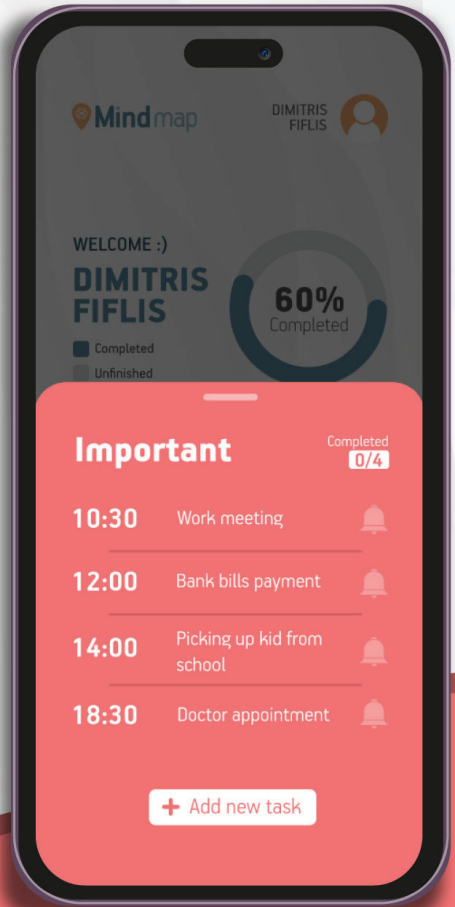 Mindmap
DIMITRIS
FIFLIS
WELCOME :)
DIMITRIS
FIFLIS
60%
Completed
Completed
Unfinished
Important
Completed
0/4
10:30 Work meeting
12:00 Bank bills payment
14:00 Picking up kid from
school
18:30 Doctor appointment
+ Add new task